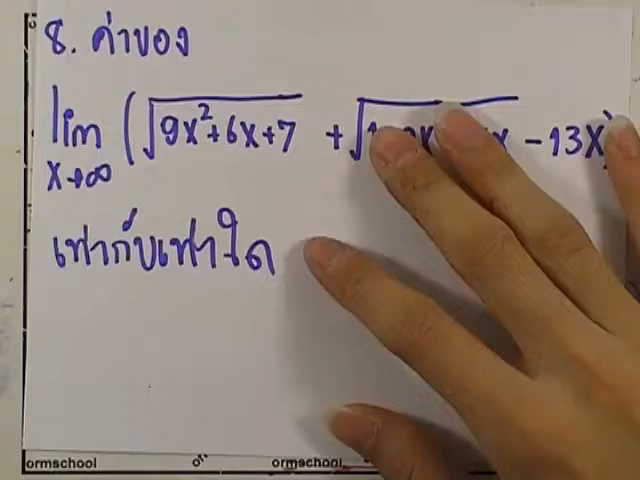 8. ค่าของ
lim (√9x²+6x+7 +√ -13x)
x→∞
เท่ากับเท่าใด
ormschool ormschool